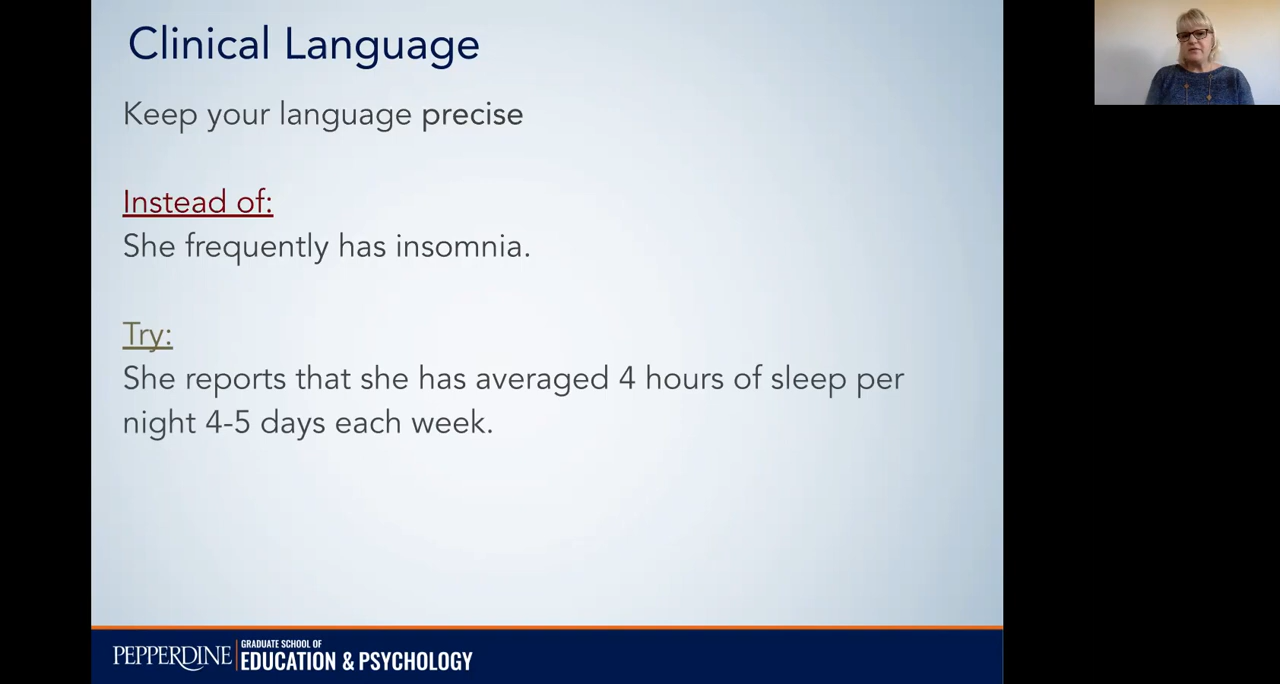 Clinical Language
Keep your language precise
Instead of:
She frequently has insomnia.
Try:
She reports that she has averaged 4 hours of sleep per
night 4-5 days each week.
PEPPERDINE
GRADUATE SCHOOL OF
EDUCATION & PSYCHOLOGY